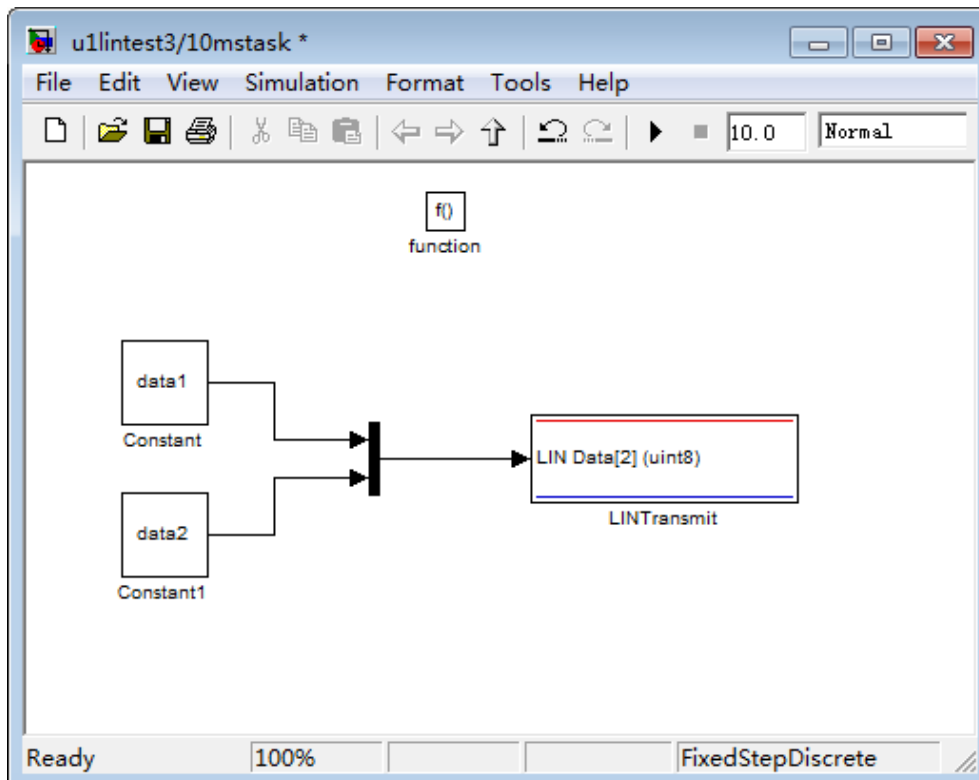 u1lintest3/10mstask *
File Edit View Simulation Format Tools Help
10.0 Normal
f()
function
data1
Constant
LIN Data[2] (uint8)
LINTransmit
data2
Constant1
Ready 100% FixedStepDiscrete